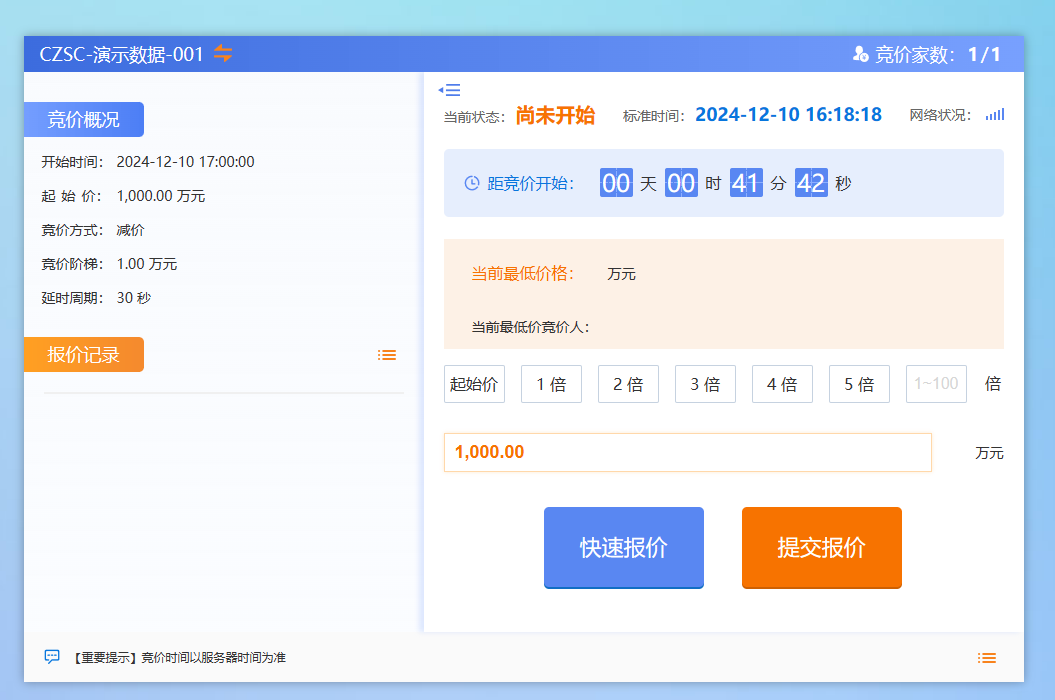 CZSC-演示数据-001
竞价家数： 1/1
竞价概况
开始时间： 2024-12-10 17:00:00
起 始 价： 1,000.00 万元
竞价方式： 减价
竞价阶梯： 1.00 万元
延时周期： 30 秒
报价记录
当前状态： 尚未开始 标准时间： 2024-12-10 16:18:18 网络状况：
距竞价开始： 00 天 00 时 41 分 42 秒
当前最低价格： 万元
当前最低价竞价人：
起始价 1 倍 2 倍 3 倍 4 倍 5 倍 1~100 倍
1,000.00 万元
快速报价 提交报价
【重要提示】竞价时间以服务器时间为准